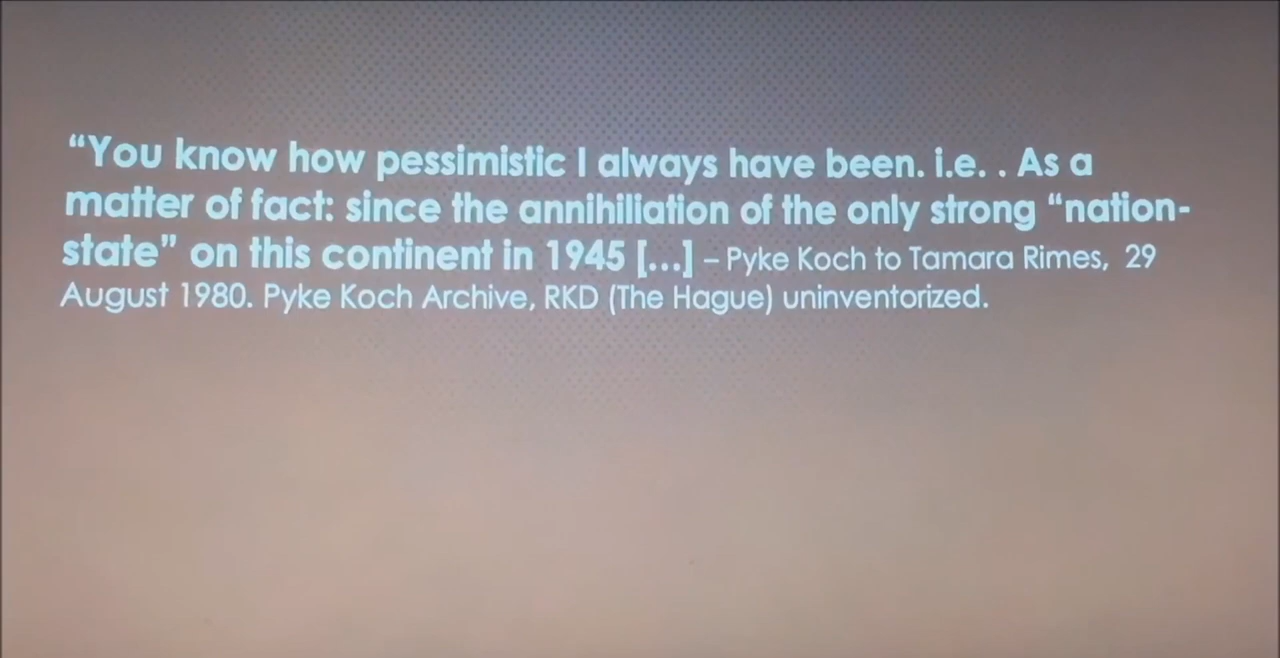 “You know how pessimistic I always have been. i.e. . As a
matter of fact: since the annihiliation of the only strong “nation-
state” on this continent in 1945 [...] – Pyke Koch to Tamara Rimes, 29
August 1980. Pyke Koch Archive, RKD (The Hague) uninventorized.